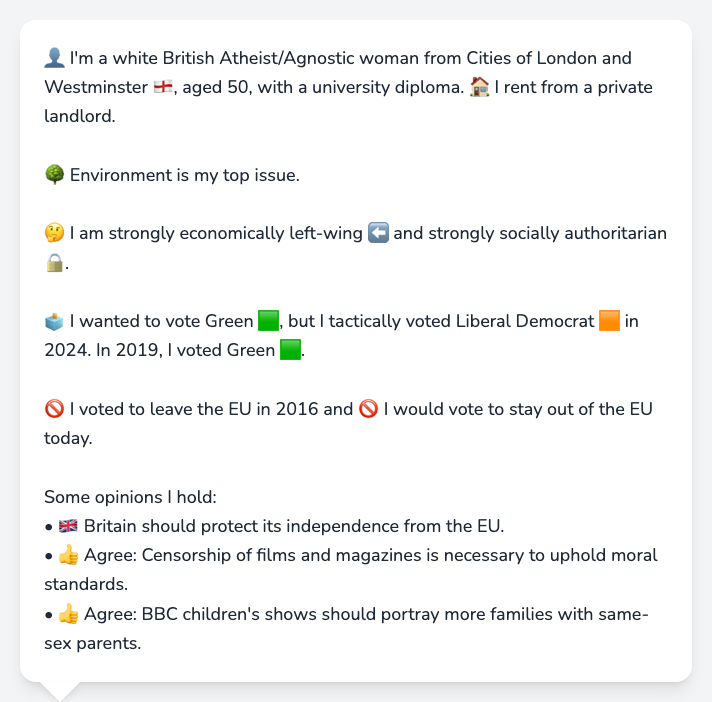 👤 I'm a white British Atheist/Agnostic woman from Cities of London and
Westminster 🏴󠁧󠁢󠁥󠁮󠁧󠁿, aged 50, with a university diploma. 🏠 I rent from a private
landlord.
🌳 Environment is my top issue.
🤔 I am strongly economically left-wing ⬅️ and strongly socially authoritarian
🔒.
🗳️ I wanted to vote Green 🟩, but I tactically voted Liberal Democrat 🟧 in
2024. In 2019, I voted Green 🟩.
🚫 I voted to leave the EU in 2016 and 🚫 I would vote to stay out of the EU
today.
Some opinions I hold:
• 🇬🇧 Britain should protect its independence from the EU.
• 👍 Agree: Censorship of films and magazines is necessary to uphold moral
standards.
• 👍 Agree: BBC children's shows should portray more families with same-
sex parents.